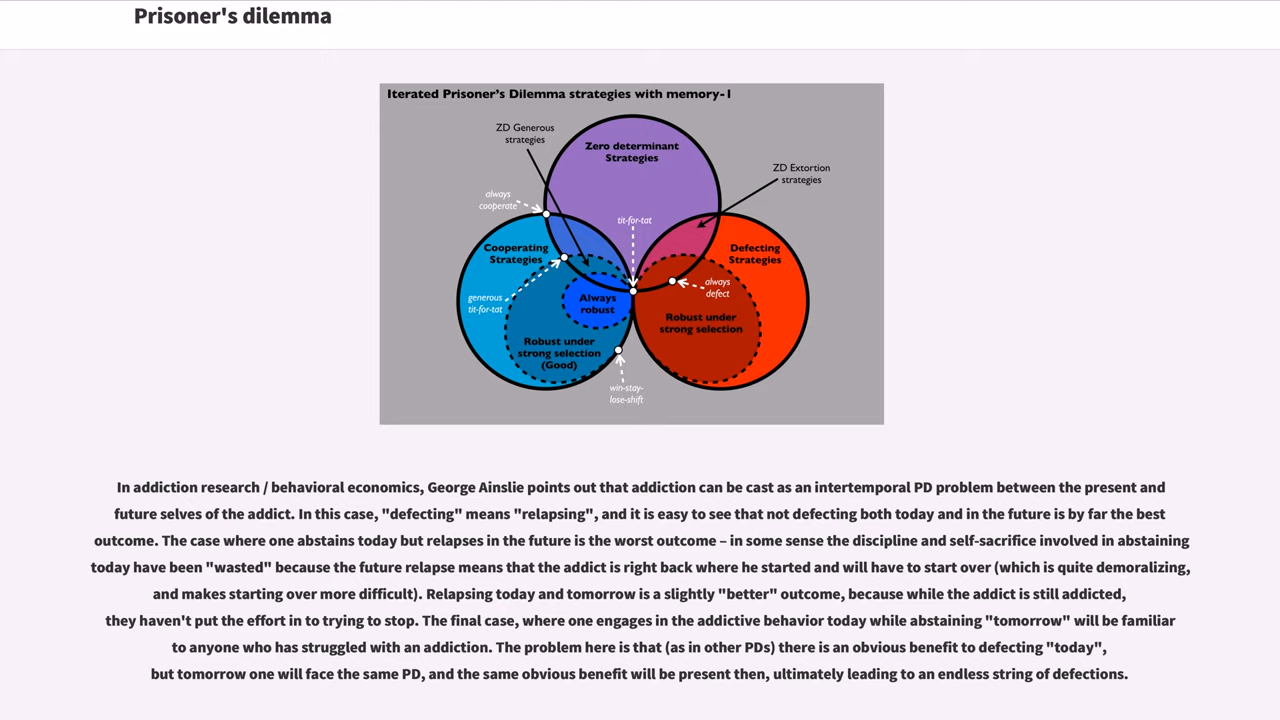 Prisoner's dilemma
Iterated Prisoner's Dilemma strategies with memory-1
ZD Generous
strategies
Zero determinant
Strategies
ZD Extortion
strategies
always
cooperate
tit-for-tat
Cooperating
Strategies
Defecting
Strategies
generous
tit-for-tat
Always
robust
always
defect
Robust under
strong selection
Robust under
strong selection
(Good)
win-stay-
lose-shift
In addiction research / behavioral economics, George Ainslie points out that addiction can be cast as an intertemporal PD problem between the present and
future selves of the addict. In this case, "defecting" means "relapsing", and it is easy to see that not defecting both today and in the future is by far the best
outcome. The case where one abstains today but relapses in the future is the worst outcome – in some sense the discipline and self-sacrifice involved in abstaining
today have been "wasted" because the future relapse means that the addict is right back where he started and will have to start over (which is quite demoralizing,
and makes starting over more difficult). Relapsing today and tomorrow is a slightly "better" outcome, because while the addict is still addicted,
they haven't put the effort in to trying to stop. The final case, where one engages in the addictive behavior today while abstaining "tomorrow" will be familiar
to anyone who has struggled with an addiction. The problem here is that (as in other PDs) there is an obvious benefit to defecting "today",
but tomorrow one will face the same PD, and the same obvious benefit will be present then, ultimately leading to an endless string of defections.